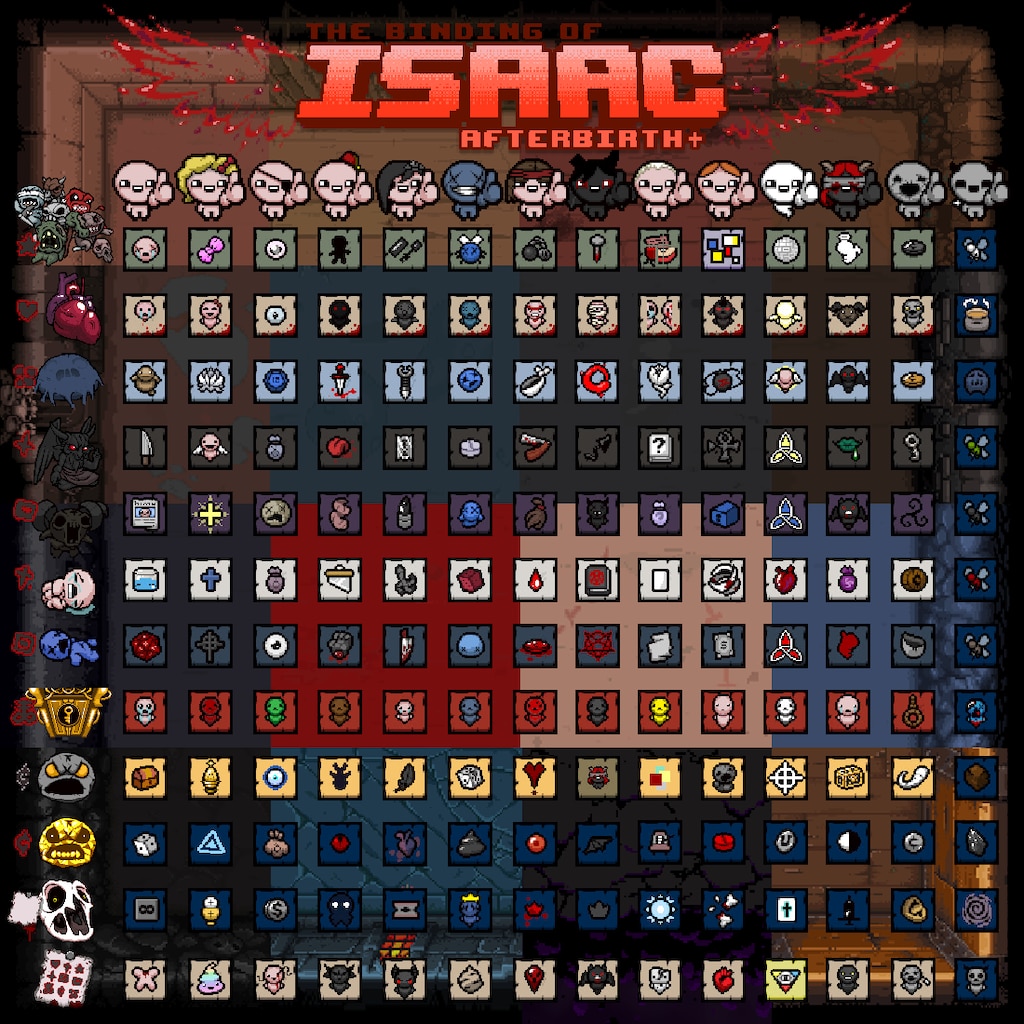 THE BINDING OF
ISAAC
AFTERBIRTH+
?